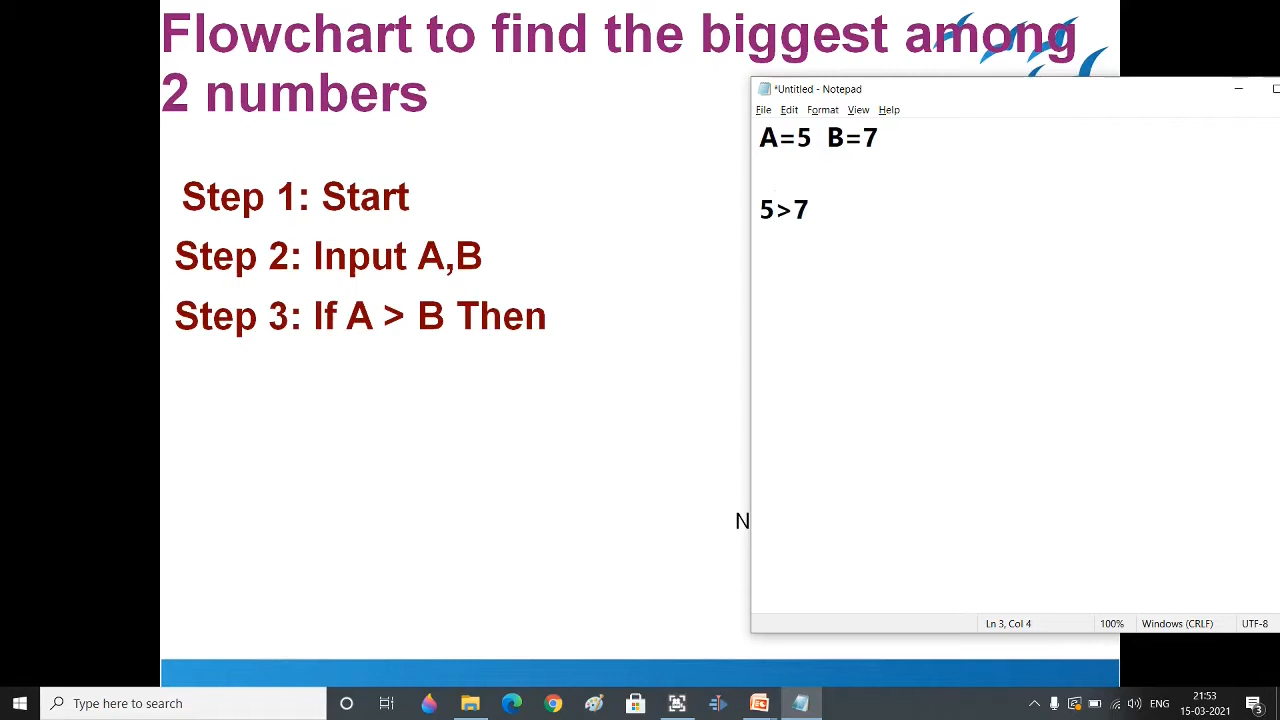 Flowchart to find the biggest among
2 numbers
Step 1: Start
Step 2: Input A,B
Step 3: If A > B Then
N
*Untitled - Notepad
File Edit Format View Help
A=5 B=7
5>7
Ln 3, Col 4 100% Windows (CRLF) UTF-8
Type here to search
ENG
21:53
15-03-2021
3